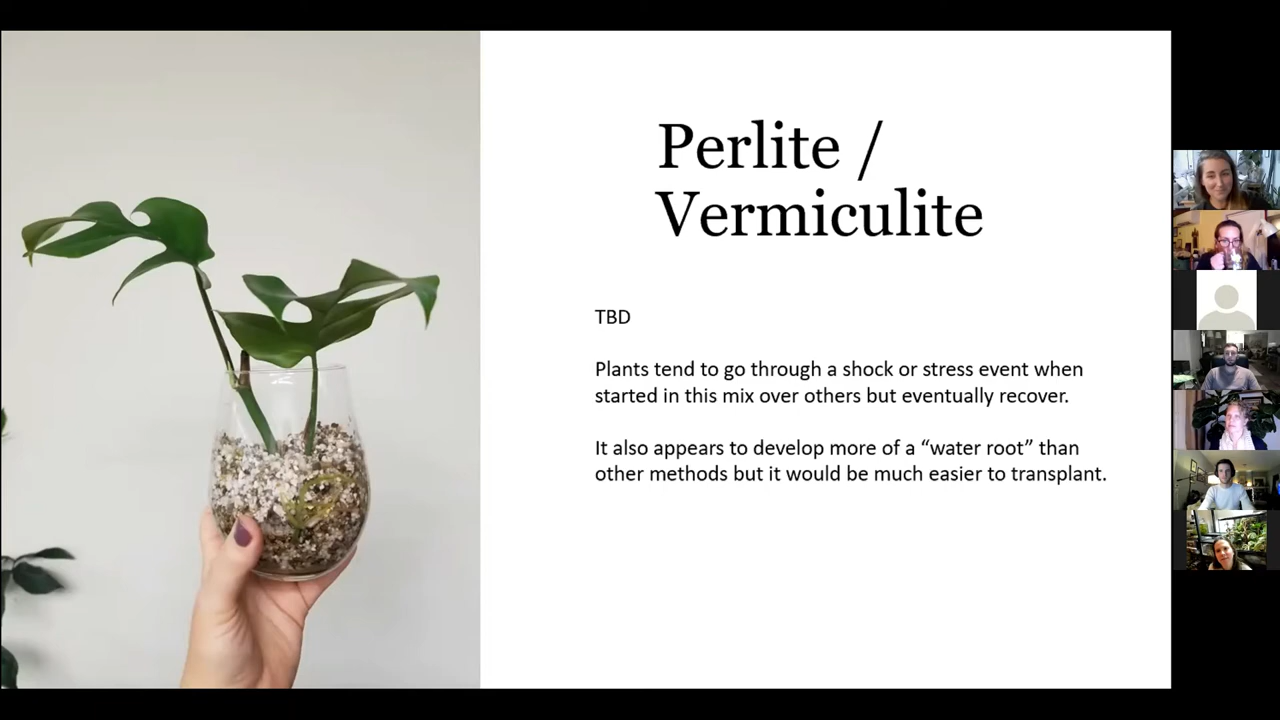 Perlite /
Vermiculite
TBD
Plants tend to go through a shock or stress event when
started in this mix over others but eventually recover.
It also appears to develop more of a “water root” than
other methods but it would be much easier to transplant.